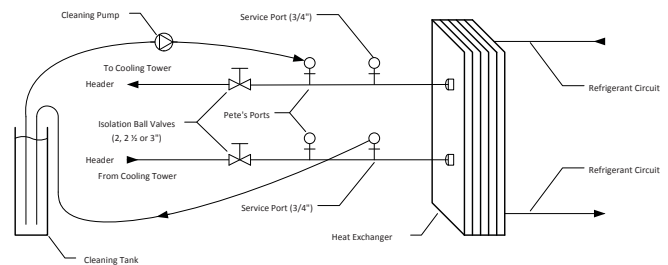 Cleaning Pump
Service Port (3/4")
To Cooling Tower
Header
Refrigerant Circuit
Pete's Ports
Isolation Ball Valves
(2, 2 ½ or 3")
Header
From Cooling Tower
Refrigerant Circuit
Service Port (3/4")
Heat Exchanger
Cleaning Tank